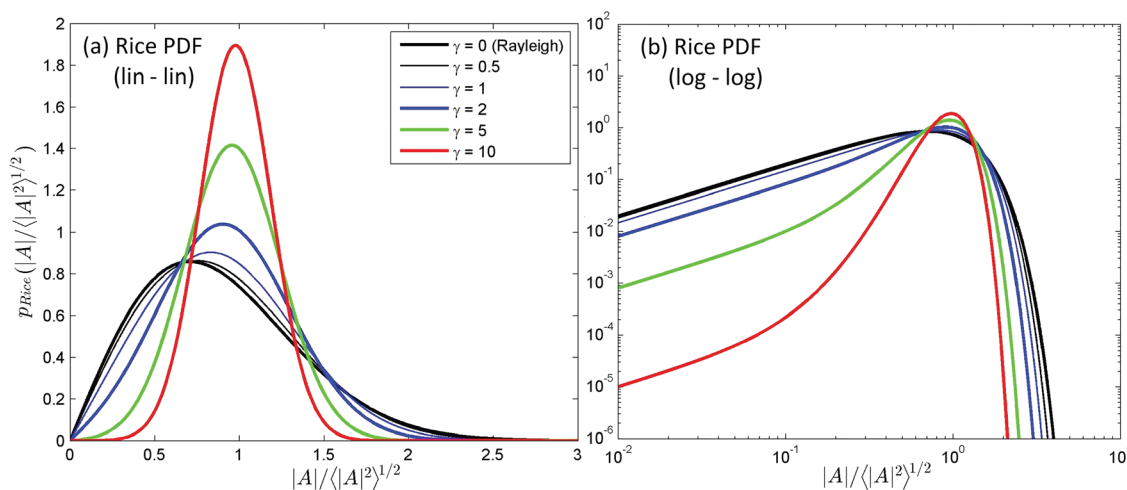 (a) Rice PDF
(lin - lin)
γ = 0 (Rayleigh)
γ = 0.5
γ = 1
γ = 2
γ = 5
γ = 10
p_Rice(|A|/⟨|A|²⟩^1/2)
2
1.8
1.6
1.4
1.2
1
0.8
0.6
0.4
0.2
0
0 0.5 1 1.5 2 2.5 3
|A|/⟨|A|²⟩^1/2
(b) Rice PDF
(log - log)
10^2
10^1
10^0
10^-1
10^-2
10^-3
10^-4
10^-5
10^-6
10^-2 10^-1 10^0 10
|A|/⟨|A|²⟩^1/2